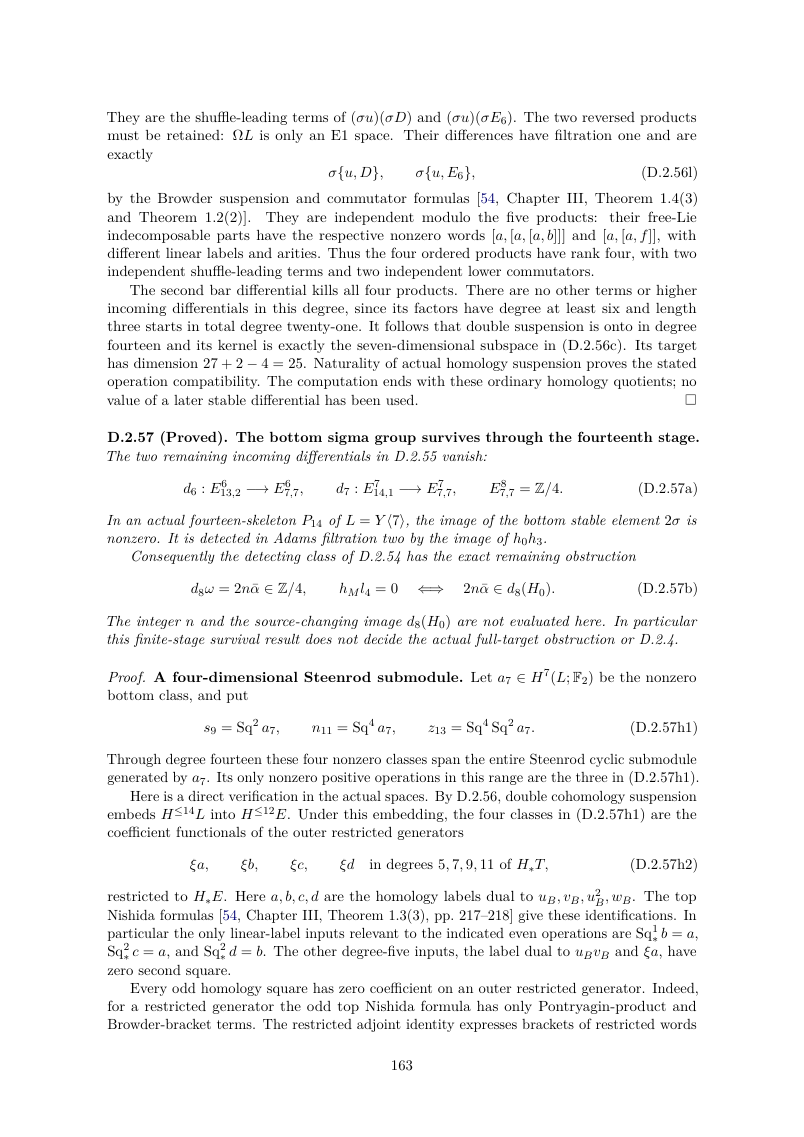 They are the shuffle-leading terms of (σu)(σD) and (σu)(σE₆). The two reversed products
must be retained: ΩL is only an E1 space. Their differences have filtration one and are
exactly
σ{u, D}, σ{u, E₆}, (D.2.56l)
by the Browder suspension and commutator formulas [54, Chapter III, Theorem 1.4(3)
and Theorem 1.2(2)]. They are independent modulo the five products: their free-Lie
indecomposable parts have the respective nonzero words [a, [a, [a, b]]] and [a, [a, f]], with
different linear labels and arities. Thus the four ordered products have rank four, with two
independent shuffle-leading terms and two independent lower commutators.
The second bar differential kills all four products. There are no other terms or higher
incoming differentials in this degree, since its factors have degree at least six and length
three starts in total degree twenty-one. It follows that double suspension is onto in degree
fourteen and its kernel is exactly the seven-dimensional subspace in (D.2.56c). Its target
has dimension 27 + 2 − 4 = 25. Naturality of actual homology suspension proves the stated
operation compatibility. The computation ends with these ordinary homology quotients; no
value of a later stable differential has been used. □
D.2.57 (Proved). The bottom sigma group survives through the fourteenth stage.
The two remaining incoming differentials in D.2.55 vanish:
d₆ : E⁶₁₃,₂ ⟶ E⁶₇,₇, d₇ : E⁷₁₄,₁ ⟶ E⁷₇,₇, E⁸₇,₇ = ℤ/4. (D.2.57a)
In an actual fourteen-skeleton P₁₄ of L = Y⟨7⟩, the image of the bottom stable element 2σ is
nonzero. It is detected in Adams filtration two by the image of h₀h₃.
Consequently the detecting class of D.2.54 has the exact remaining obstruction
d₈ω = 2nᾱ ∈ ℤ/4, h_M l₄ = 0 ⟺ 2nᾱ ∈ d₈(H₀). (D.2.57b)
The integer n and the source-changing image d₈(H₀) are not evaluated here. In particular
this finite-stage survival result does not decide the actual full-target obstruction or D.2.4.
Proof. A four-dimensional Steenrod submodule. Let a₇ ∈ H⁷(L; 𝔽₂) be the nonzero
bottom class, and put
s₉ = Sq² a₇, n₁₁ = Sq⁴ a₇, z₁₃ = Sq⁴ Sq² a₇. (D.2.57h1)
Through degree fourteen these four nonzero classes span the entire Steenrod cyclic submodule
generated by a₇. Its only nonzero positive operations in this range are the three in (D.2.57h1).
Here is a direct verification in the actual spaces. By D.2.56, double cohomology suspension
embeds H^{≤14}L into H^{≤12}E. Under this embedding, the four classes in (D.2.57h1) are the
coefficient functionals of the outer restricted generators
ξa, ξb, ξc, ξd in degrees 5, 7, 9, 11 of H_*T, (D.2.57h2)
restricted to H_*E. Here a, b, c, d are the homology labels dual to u_B, v_B, u²_B, w_B. The top
Nishida formulas [54, Chapter III, Theorem 1.3(3), pp. 217–218] give these identifications. In
particular the only linear-label inputs relevant to the indicated even operations are Sq¹_* b = a,
Sq²_* c = a, and Sq²_* d = b. The other degree-five inputs, the label dual to u_Bv_B and ξa, have
zero second square.
Every odd homology square has zero coefficient on an outer restricted generator. Indeed,
for a restricted generator the odd top Nishida formula has only Pontryagin-product and
Browder-bracket terms. The restricted adjoint identity expresses brackets of restricted words
163